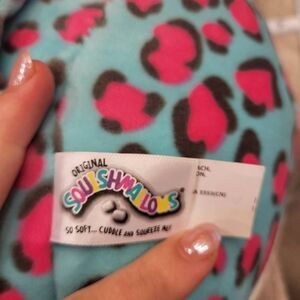 ORIGINAL
SQUISHMALLOWS
SO SOFT... CUDDLE AND SQUEEZE ME!